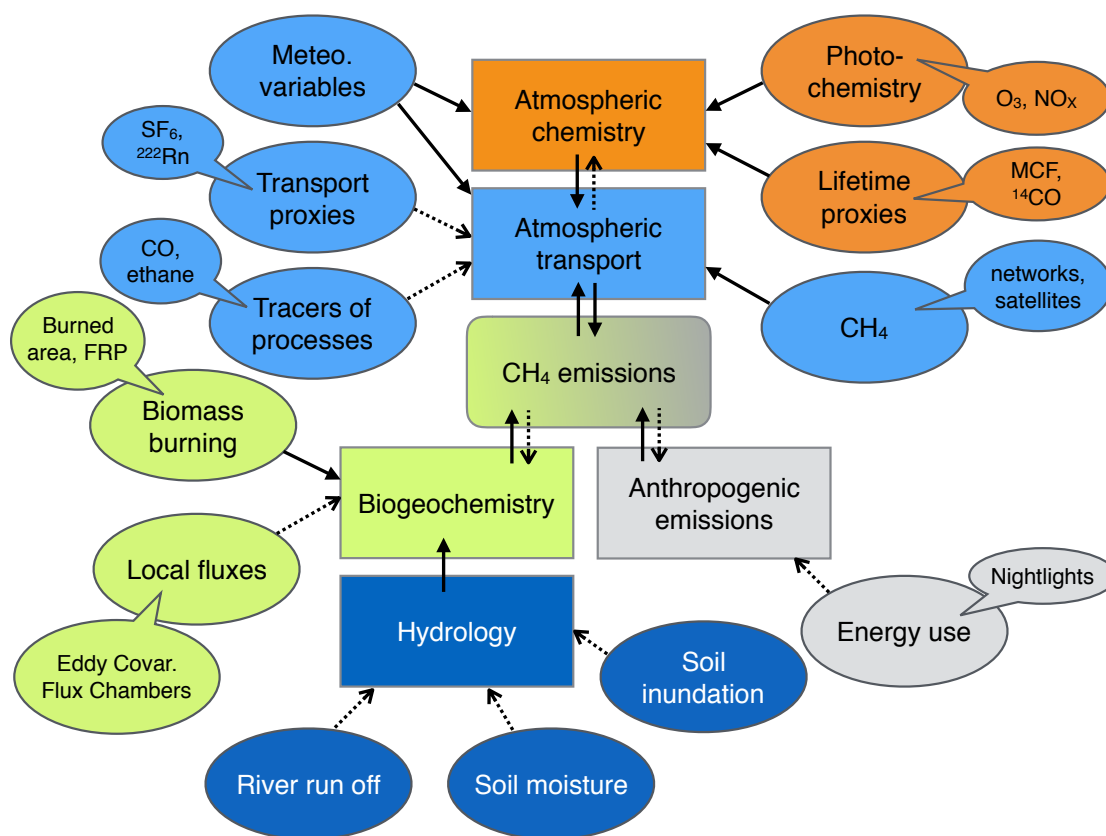 Meteo.
variables
Atmospheric
chemistry
Photo-
chemistry
O₃, NOₓ
SF₆,
²²²Rn
Transport
proxies
Atmospheric
transport
Lifetime
proxies
MCF,
¹⁴CO
CO,
ethane
Tracers of
processes
networks,
satellites
CH₄
Burned
area, FRP
CH₄ emissions
Biomass
burning
Biogeochemistry
Anthropogenic
emissions
Local fluxes
Nightlights
Hydrology
Energy use
Eddy Covar.
Flux Chambers
Soil
inundation
River run off
Soil moisture